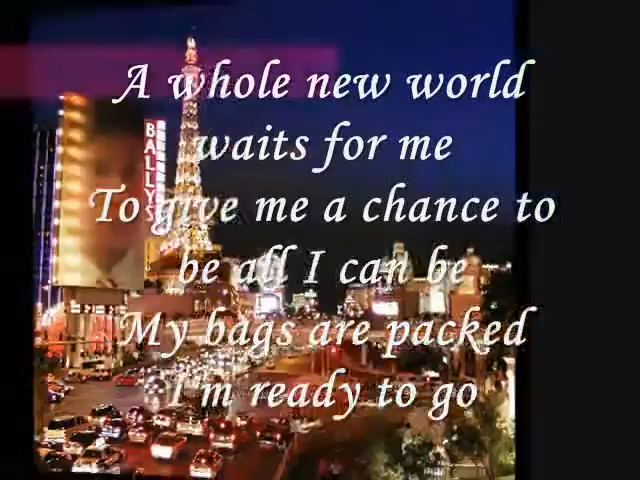 A whole new world
waits for me
To give me a chance to
be all I can be
My bags are packed
I'm ready to go
BALLYS